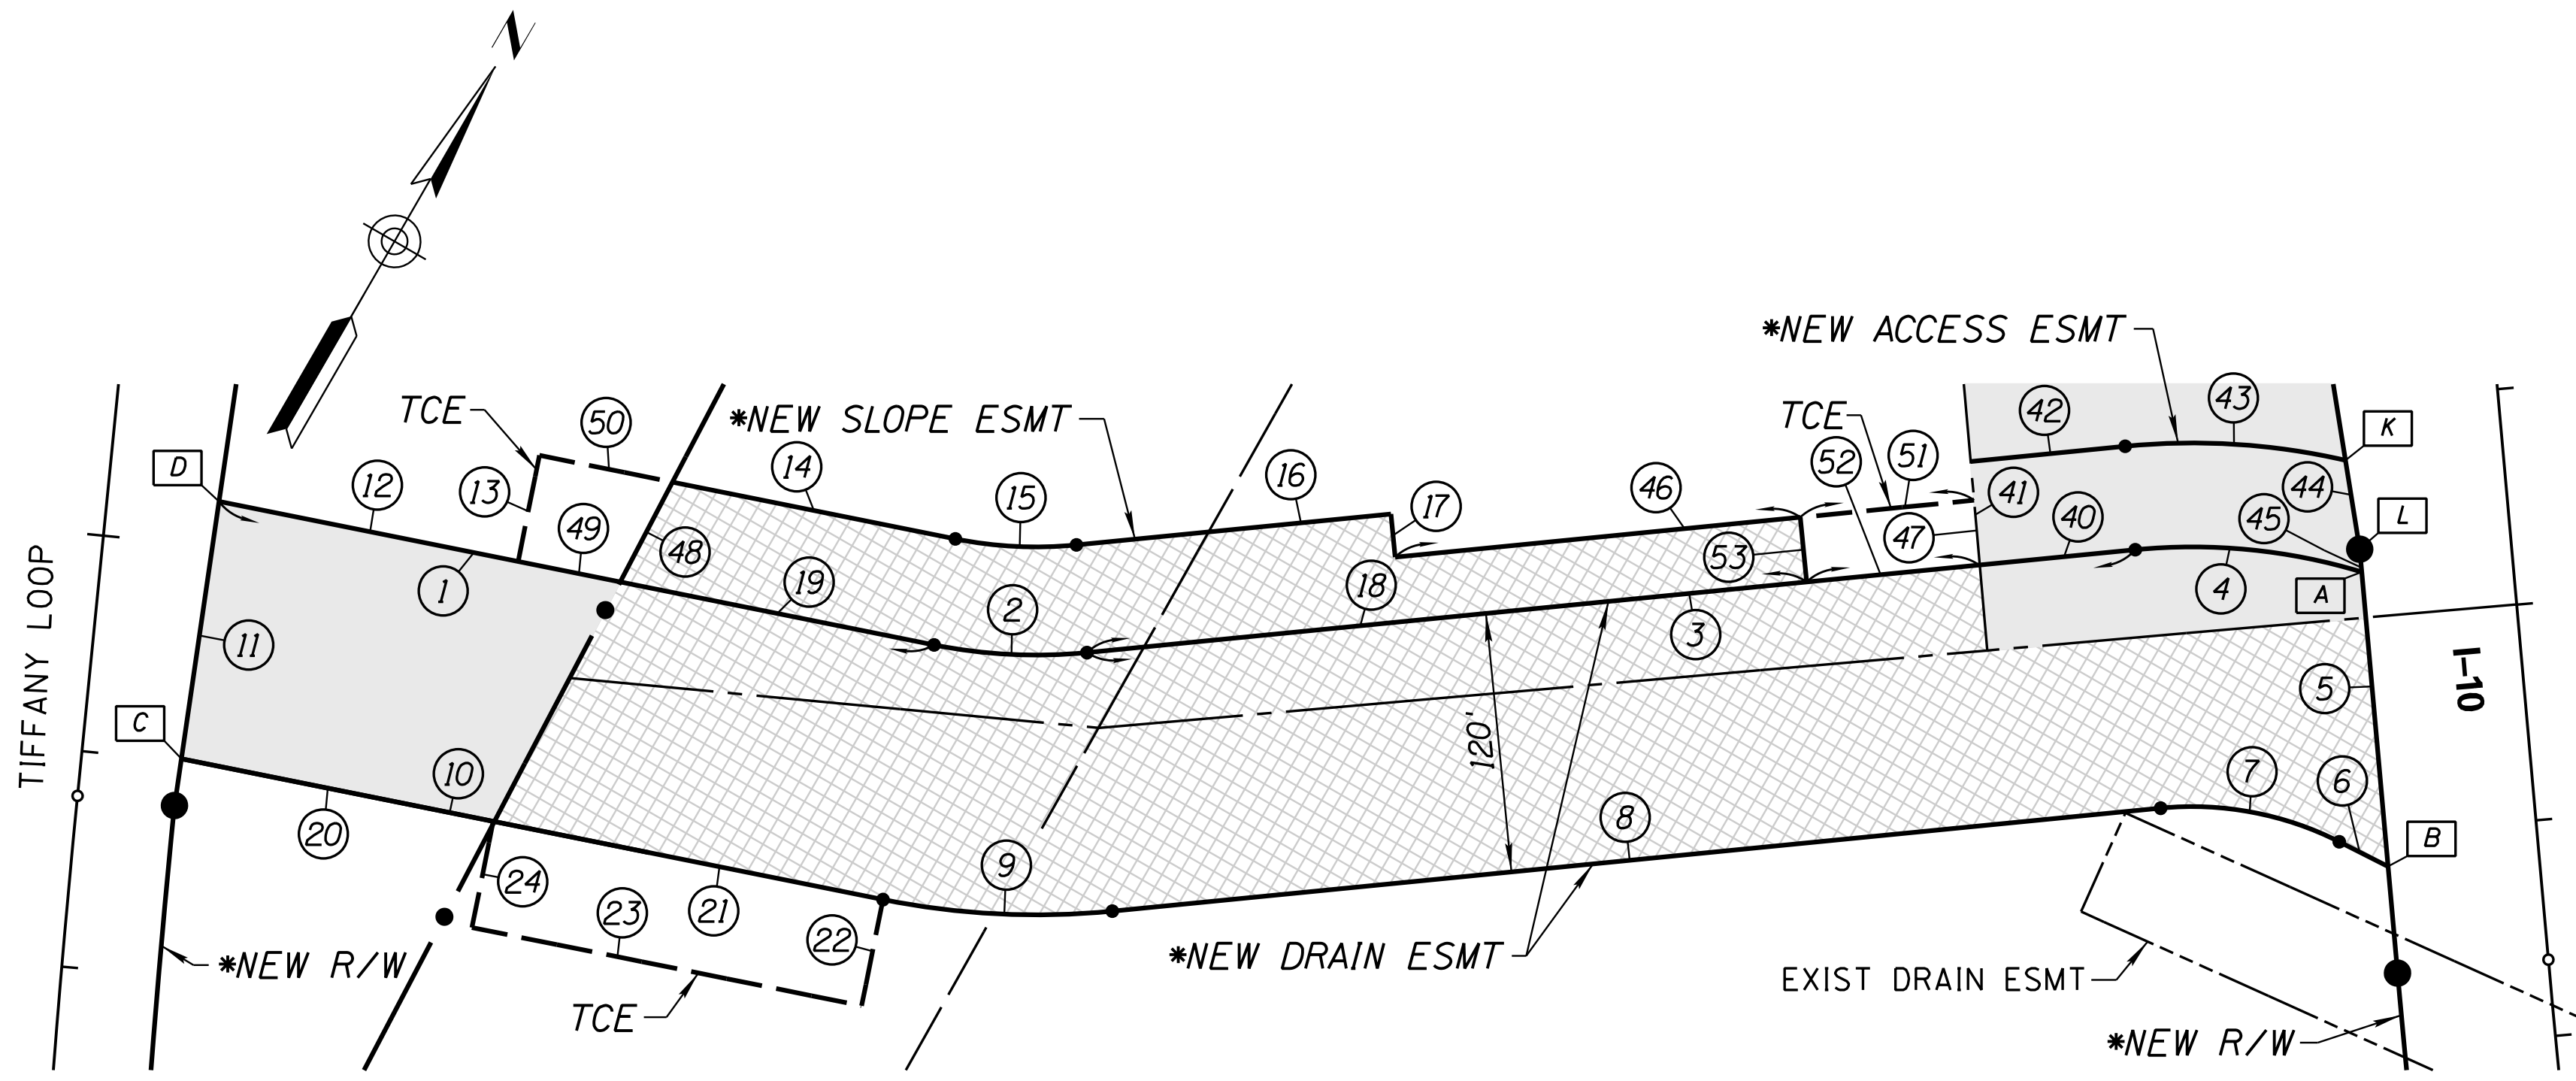 N
*NEW ACCESS ESMT
TCE
50
*NEW SLOPE ESMT
TCE
42
43
K
D
12
13
49
14
15
16
17
46
52
51
41
40
44
45
L
47
48
1
19
2
18
53
3
4
A
TIFFANY LOOP
11
C
10
20
120'
5
I-10
7
6
8
B
9
24
23
21
22
*NEW R/W
*NEW DRAIN ESMT
EXIST DRAIN ESMT
TCE
*NEW R/W